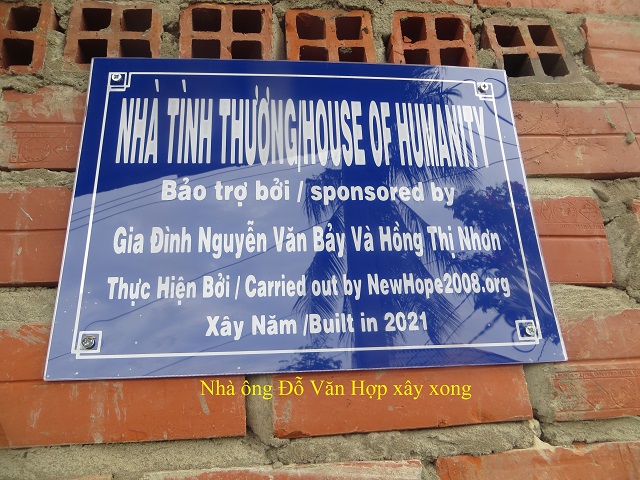 NHÀ TÌNH THƯƠNG/HOUSE OF HUMANITY
Bảo trợ bởi / sponsored by
Gia Đình Nguyễn Văn Bảy Và Hồng Thị Nhơn
Thực Hiện Bởi / Carried out by NewHope2008.org
Xây Năm /Built in 2021
Nhà ông Đỗ Văn Hợp xây xong